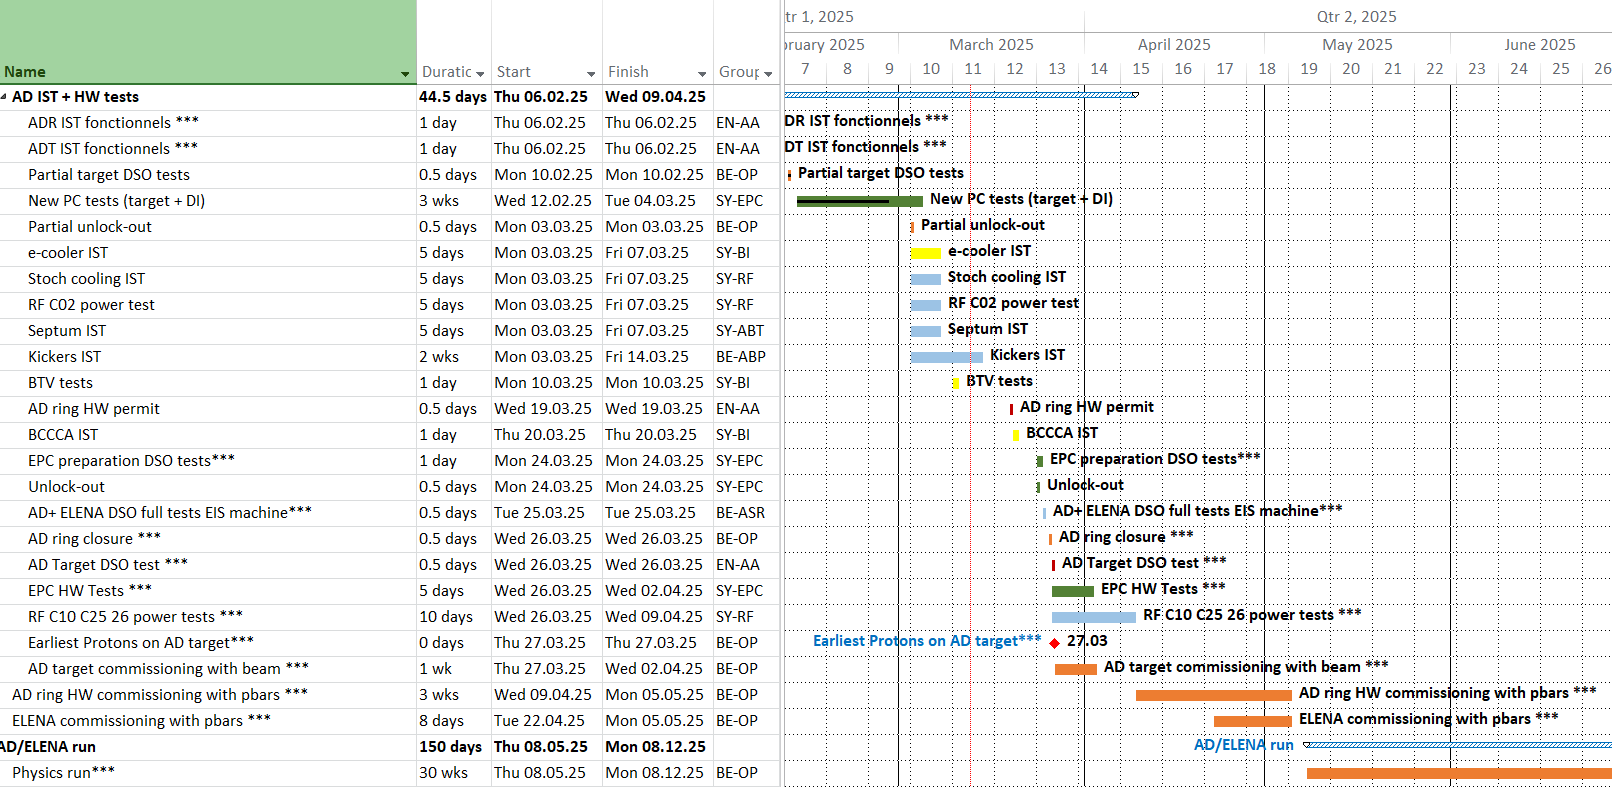 tr 1, 2025 Qtr 2, 2025
bruary 2025 March 2025 April 2025 May 2025 June 2025
Name Duratic Start Finish Group 7 8 9 10 11 12 13 14 15 16 17 18 19 20 21 22 23 24 25 26
AD IST + HW tests 44.5 days Thu 06.02.25 Wed 09.04.25
ADR IST fonctionnels *** 1 day Thu 06.02.25 Thu 06.02.25 EN-AA DR IST fonctionnels ***
ADT IST fonctionnels *** 1 day Thu 06.02.25 Thu 06.02.25 EN-AA DT IST fonctionnels ***
Partial target DSO tests 0.5 days Mon 10.02.25 Mon 10.02.25 BE-OP Partial target DSO tests
New PC tests (target + DI) 3 wks Wed 12.02.25 Tue 04.03.25 SY-EPC New PC tests (target + DI)
Partial unlock-out 0.5 days Mon 03.03.25 Mon 03.03.25 BE-OP Partial unlock-out
e-cooler IST 5 days Mon 03.03.25 Fri 07.03.25 SY-BI e-cooler IST
Stoch cooling IST 5 days Mon 03.03.25 Fri 07.03.25 SY-RF Stoch cooling IST
RF C02 power test 5 days Mon 03.03.25 Fri 07.03.25 SY-RF RF C02 power test
Septum IST 5 days Mon 03.03.25 Fri 07.03.25 SY-ABT Septum IST
Kickers IST 2 wks Mon 03.03.25 Fri 14.03.25 BE-ABP Kickers IST
BTV tests 1 day Mon 10.03.25 Mon 10.03.25 SY-BI BTV tests
AD ring HW permit 0.5 days Wed 19.03.25 Wed 19.03.25 EN-AA AD ring HW permit
BCCCA IST 1 day Thu 20.03.25 Thu 20.03.25 SY-BI BCCCA IST
EPC preparation DSO tests*** 1 day Mon 24.03.25 Mon 24.03.25 SY-EPC EPC preparation DSO tests***
Unlock-out 0.5 days Mon 24.03.25 Mon 24.03.25 SY-EPC Unlock-out
AD+ ELENA DSO full tests EIS machine*** 0.5 days Tue 25.03.25 Tue 25.03.25 BE-ASR AD+ ELENA DSO full tests EIS machine***
AD ring closure *** 0.5 days Wed 26.03.25 Wed 26.03.25 BE-OP AD ring closure ***
AD Target DSO test *** 0.5 days Wed 26.03.25 Wed 26.03.25 EN-AA AD Target DSO test ***
EPC HW Tests *** 5 days Wed 26.03.25 Wed 02.04.25 SY-EPC EPC HW Tests ***
RF C10 C25 26 power tests *** 10 days Wed 26.03.25 Wed 09.04.25 SY-RF RF C10 C25 26 power tests ***
Earliest Protons on AD target*** 0 days Thu 27.03.25 Thu 27.03.25 BE-OP Earliest Protons on AD target*** 27.03
AD target commissioning with beam *** 1 wk Thu 27.03.25 Wed 02.04.25 BE-OP AD target commissioning with beam ***
AD ring HW commissioning with pbars *** 3 wks Wed 09.04.25 Mon 05.05.25 BE-OP AD ring HW commissioning with pbars ***
ELENA commissioning with pbars *** 8 days Tue 22.04.25 Mon 05.05.25 BE-OP ELENA commissioning with pbars ***
AD/ELENA run 150 days Thu 08.05.25 Mon 08.12.25 AD/ELENA run
Physics run*** 30 wks Thu 08.05.25 Mon 08.12.25 BE-OP